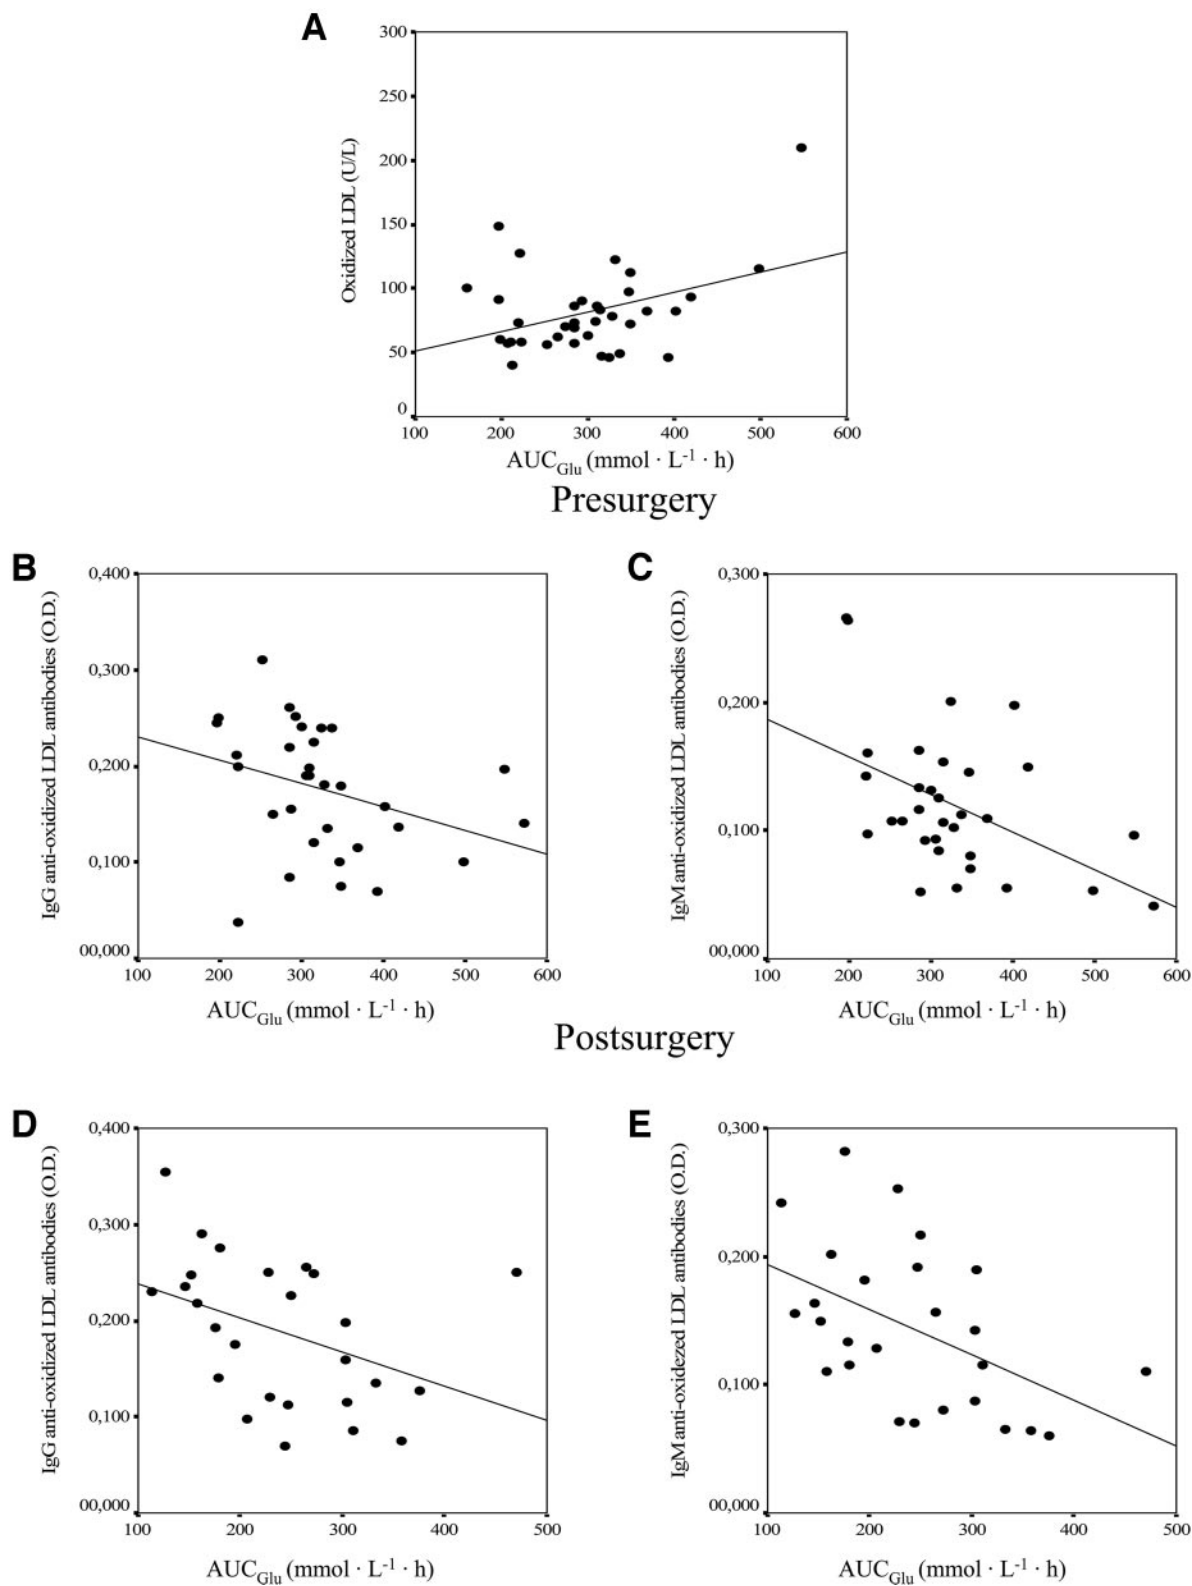 A
300
250
200
150
100
50
0
Oxidized LDL (U/L)
100 200 300 400 500 600
AUCGlu (mmol · L-1 · h)
Presurgery
B
0,400
0,300
0,200
0,100
00,000
IgG anti-oxidized LDL antibodies (O.D.)
100 200 300 400 500 600
AUCGlu (mmol · L-1 · h)
C
0,300
0,200
0,100
00,000
IgM anti-oxidized LDL antibodies (O.D.)
100 200 300 400 500 600
AUCGlu (mmol · L-1 · h)
Postsurgery
D
0,400
0,300
0,200
0,100
00,000
IgG anti-oxidized LDL antibodies (O.D.)
100 200 300 400 500
AUCGlu (mmol · L-1 · h)
E
0,300
0,200
0,100
00,000
IgM anti-oxidezed LDL antibodies (O.D.)
100 200 300 400 500
AUCGlu (mmol · L-1 · h)